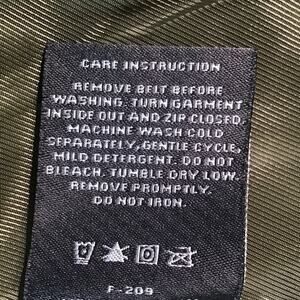 CARE INSTRUCTION
REMOVE BELT BEFORE
WASHING. TURN GARMENT
INSIDE OUT AND ZIP CLOSED.
MACHINE WASH COLD
SEPARATELY, GENTLE CYCLE,
MILD DETERGENT. DO NOT
BLEACH. TUMBLE DRY LOW.
REMOVE PROMPTLY.
DO NOT IRON.
F-209